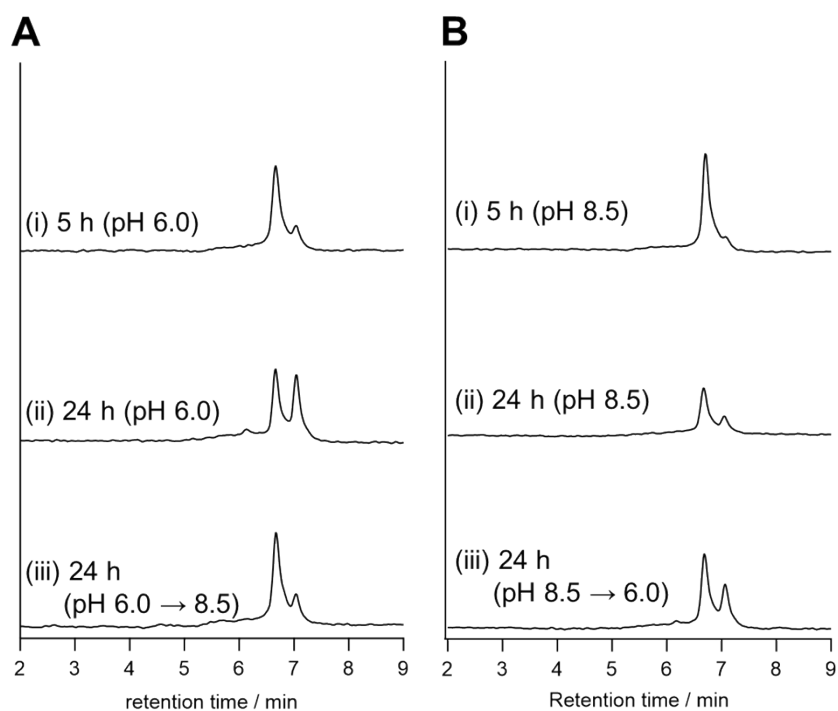 A
(i) 5 h (pH 6.0)
(ii) 24 h (pH 6.0)
(iii) 24 h
(pH 6.0 → 8.5)
2 3 4 5 6 7 8 9
retention time / min
B
(i) 5 h (pH 8.5)
(ii) 24 h (pH 8.5)
(iii) 24 h
(pH 8.5 → 6.0)
2 3 4 5 6 7 8 9
Retention time / min